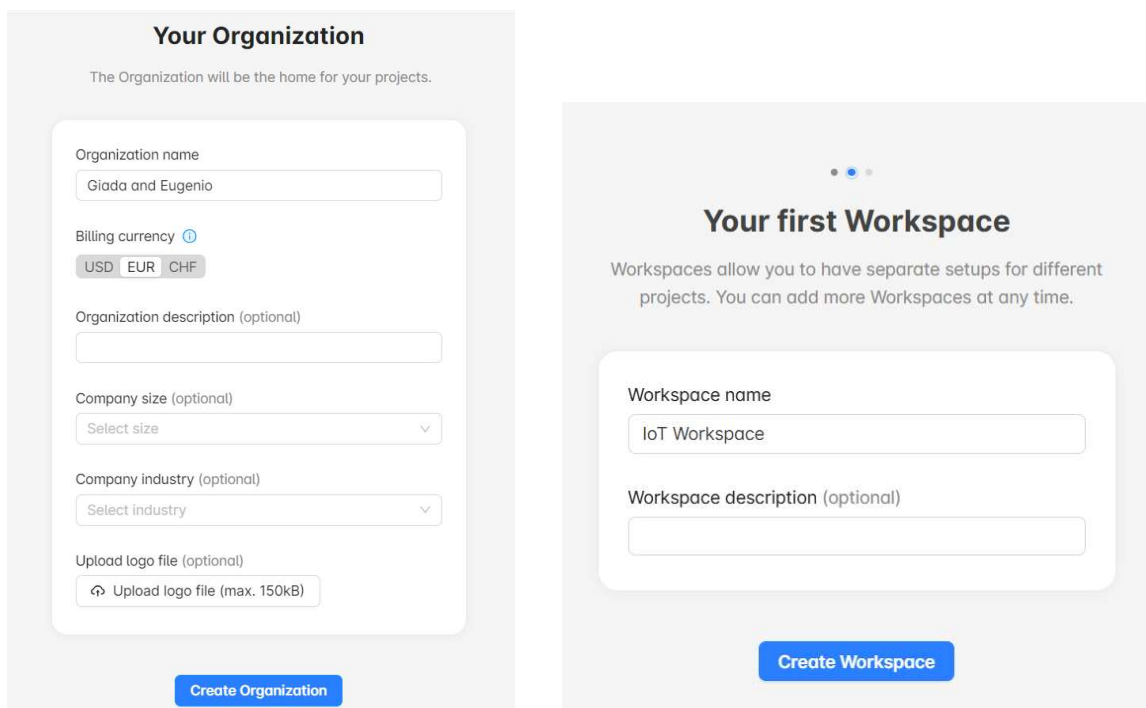 Your Organization
The Organization will be the home for your projects.
Organization name
Giada and Eugenio
Billing currency
USD EUR CHF
Organization description (optional)
Company size (optional)
Select size
Company industry (optional)
Select industry
Upload logo file (optional)
Upload logo file (max. 150kB)
Create Organization
Your first Workspace
Workspaces allow you to have separate setups for different
projects. You can add more Workspaces at any time.
Workspace name
IoT Workspace
Workspace description (optional)
Create Workspace